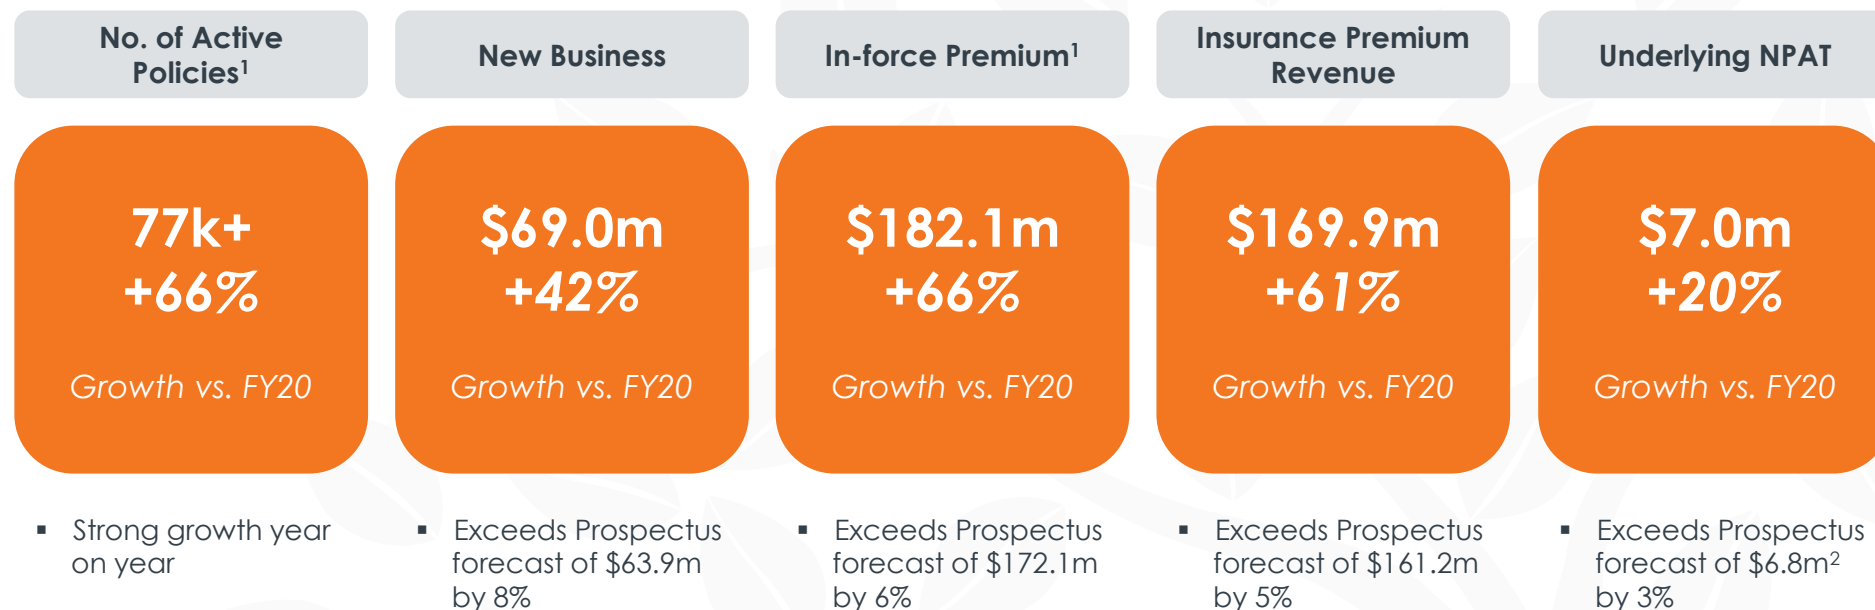 No. of Active
Policies¹
New Business
In-force Premium¹
Insurance Premium
Revenue
Underlying NPAT
77k+
+66%
Growth vs. FY20
$69.0m
+42%
Growth vs. FY20
$182.1m
+66%
Growth vs. FY20
$169.9m
+61%
Growth vs. FY20
$7.0m
+20%
Growth vs. FY20
▪ Strong growth year
on year
▪ Exceeds Prospectus
forecast of $63.9m
by 8%
▪ Exceeds Prospectus
forecast of $172.1m
by 6%
▪ Exceeds Prospectus
forecast of $161.2m
by 5%
▪ Exceeds Prospectus
forecast of $6.8m²
by 3%